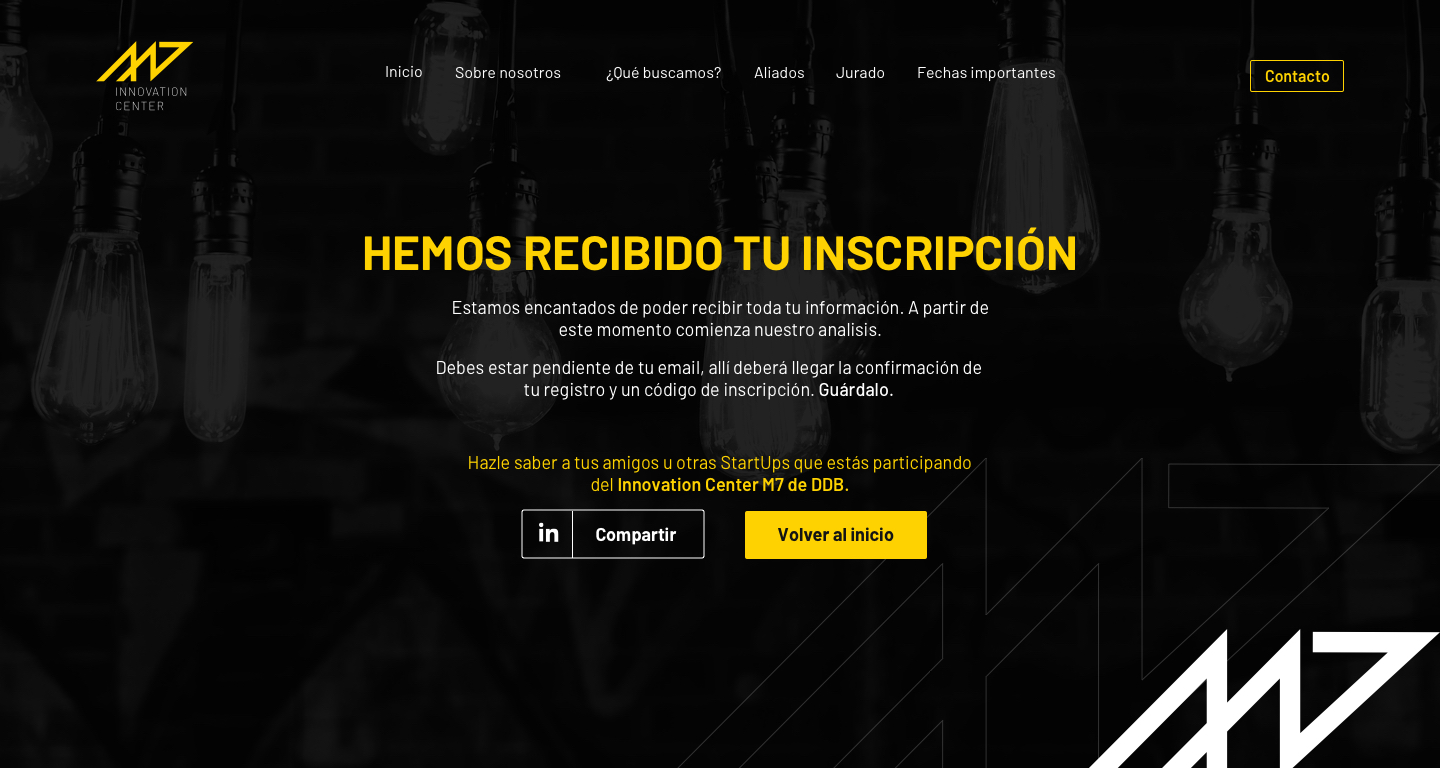 M7
INNOVATION
CENTER
Inicio
Sobre nosotros
¿Qué buscamos?
Aliados
Jurado
Fechas importantes
Contacto
HEMOS RECIBIDO TU INSCRIPCIÓN
Estamos encantados de poder recibir toda tu información. A partir de
este momento comienza nuestro analisis.
Debes estar pendiente de tu email, allí deberá llegar la confirmación de
tu registro y un código de inscripción. Guárdalo.
Hazle saber a tus amigos u otras StartUps que estás participando
del Innovation Center M7 de DDB.
in
Compartir
Volver al inicio
M7